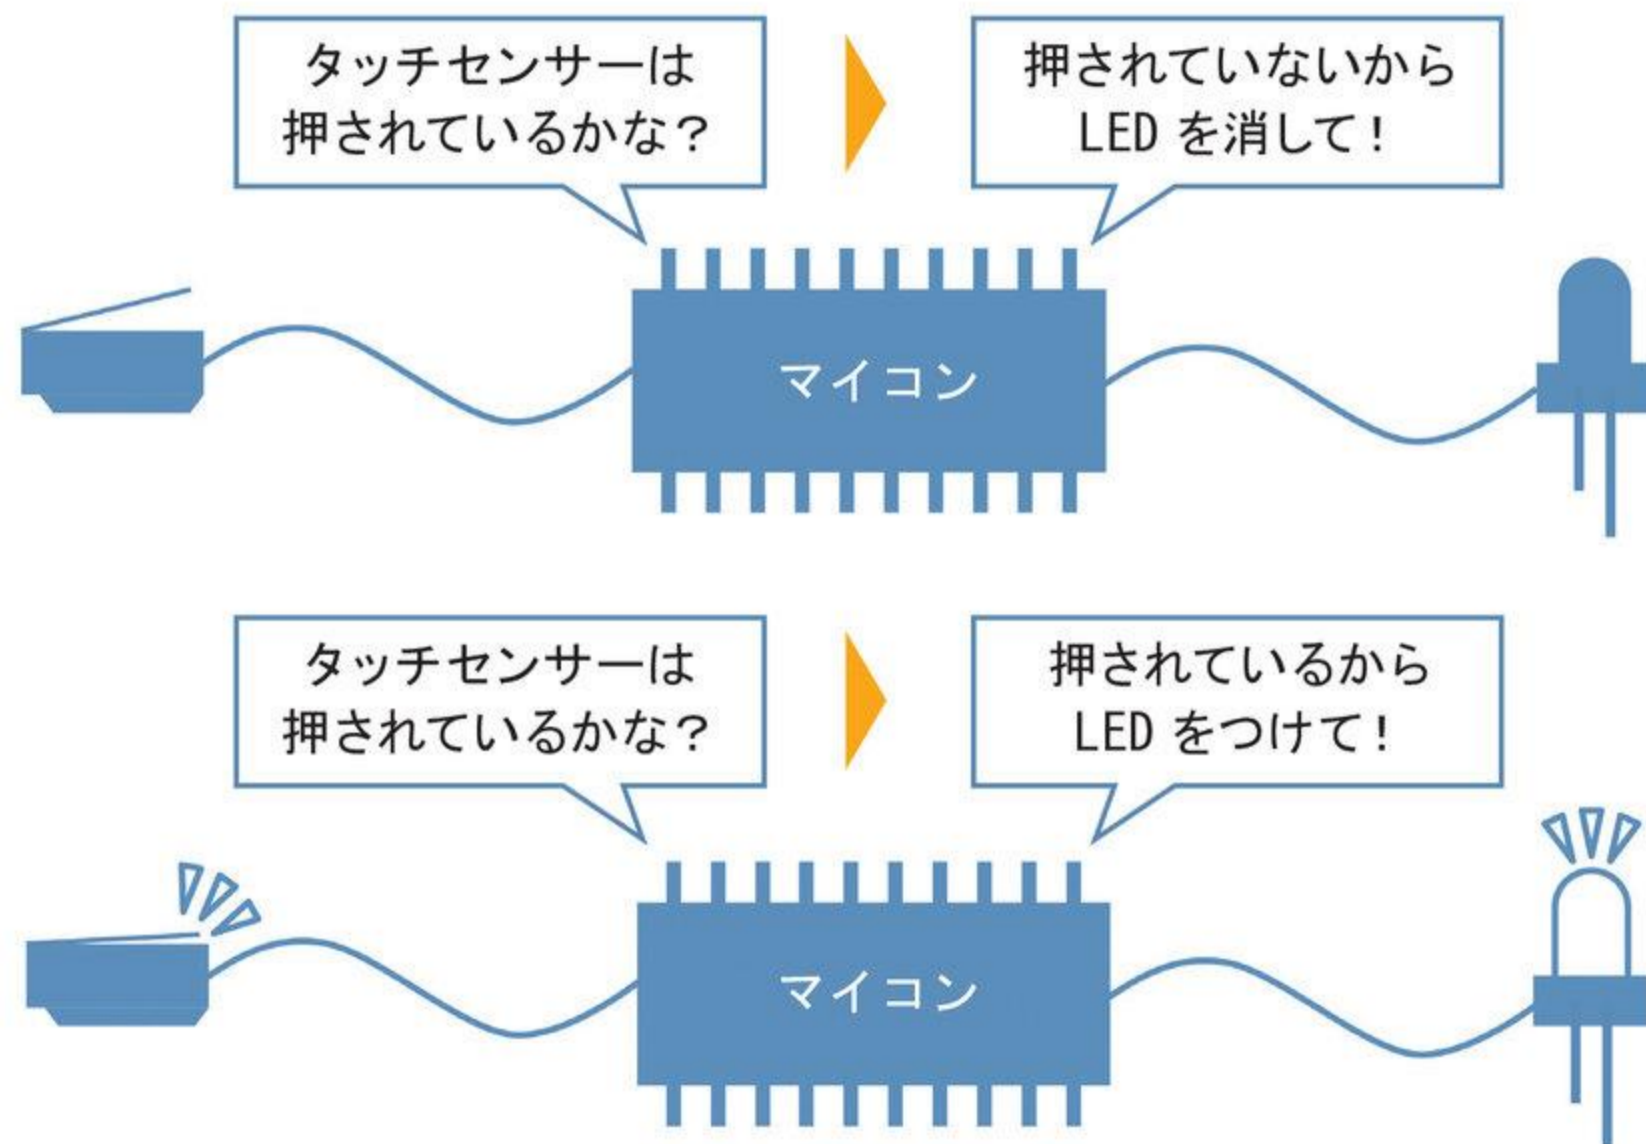 タッチセンサーは
押されているかな？
押されていないから
LED を消して！
マイコン
タッチセンサーは
押されているかな？
押されているから
LED をつけて！
マイコン